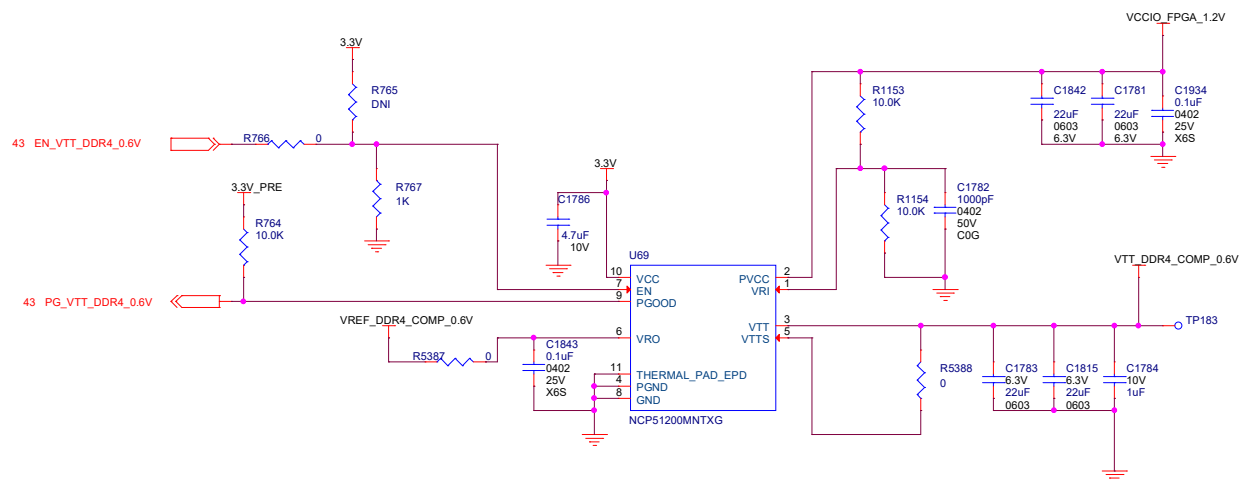 VCCIO_FPGA_1.2V
3.3V
R765
DNI
R1153
10.0K
C1842
22uF
0603
6.3V
C1781
22uF
0603
6.3V
C1934
0.1uF
0402
25V
X6S
43 EN_VTT_DDR4_0.6V
R766
0
3.3V
3.3V_PRE
R767
1K
R764
10.0K
C1786
4.7uF
10V
R1154
10.0K
C1782
1000pF
0402
50V
C0G
U69
VTT_DDR4_COMP_0.6V
10
VCC
7
EN
9
PGOOD
PVCC
2
VRI
1
43 PG_VTT_DDR4_0.6V
VREF_DDR4_COMP_0.6V
6
VRO
VTT
3
VTTS
5
TP183
R5387
0
C1843
0.1uF
0402
25V
X6S
11
THERMAL_PAD_EPD
4
PGND
8
GND
R5388
0
C1783
6.3V
22uF
0603
C1815
6.3V
22uF
0603
C1784
10V
1uF
NCP51200MNTXG